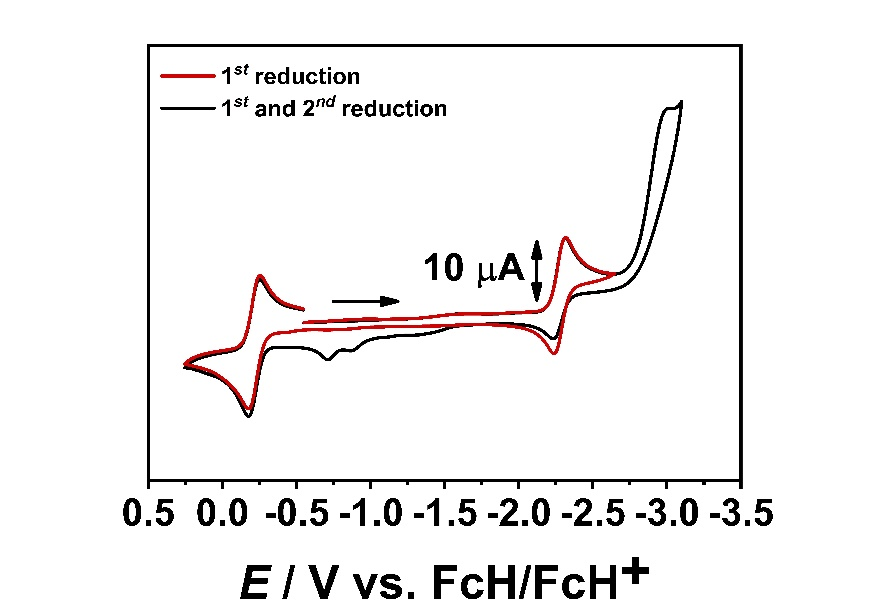 1st reduction
1st and 2nd reduction
10 μA
0.5 0.0 -0.5 -1.0 -1.5 -2.0 -2.5 -3.0 -3.5
E / V vs. FcH/FcH+